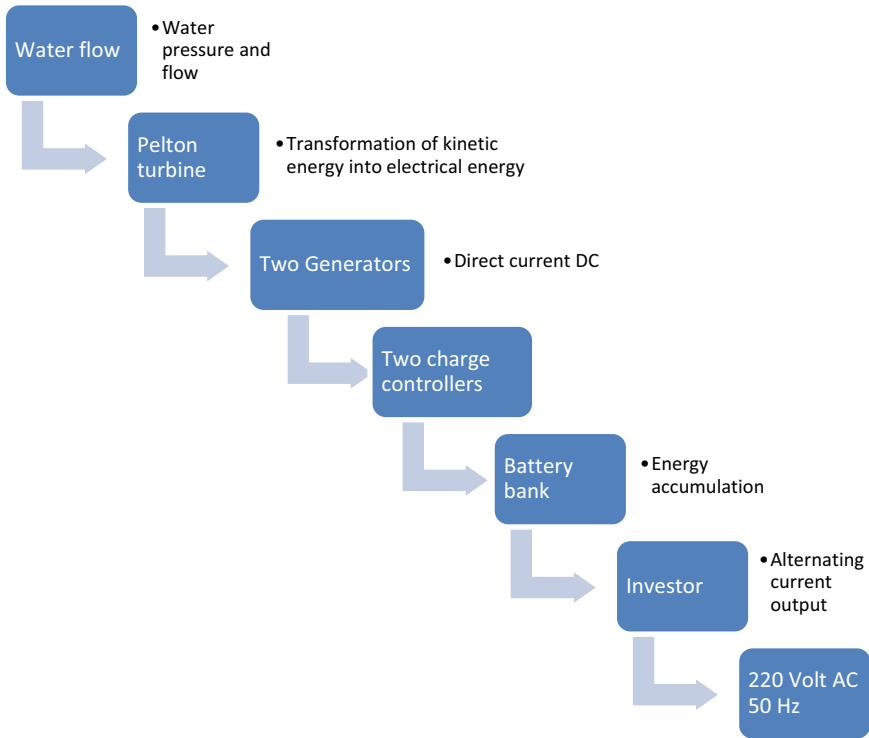 Water flow
•Water
pressure and
flow
Pelton
turbine
•Transformation of kinetic
energy into electrical energy
Two Generators
•Direct current DC
Two charge
controllers
Battery
bank
•Energy
accumulation
Investor
•Alternating
current
output
220 Volt AC
50 Hz